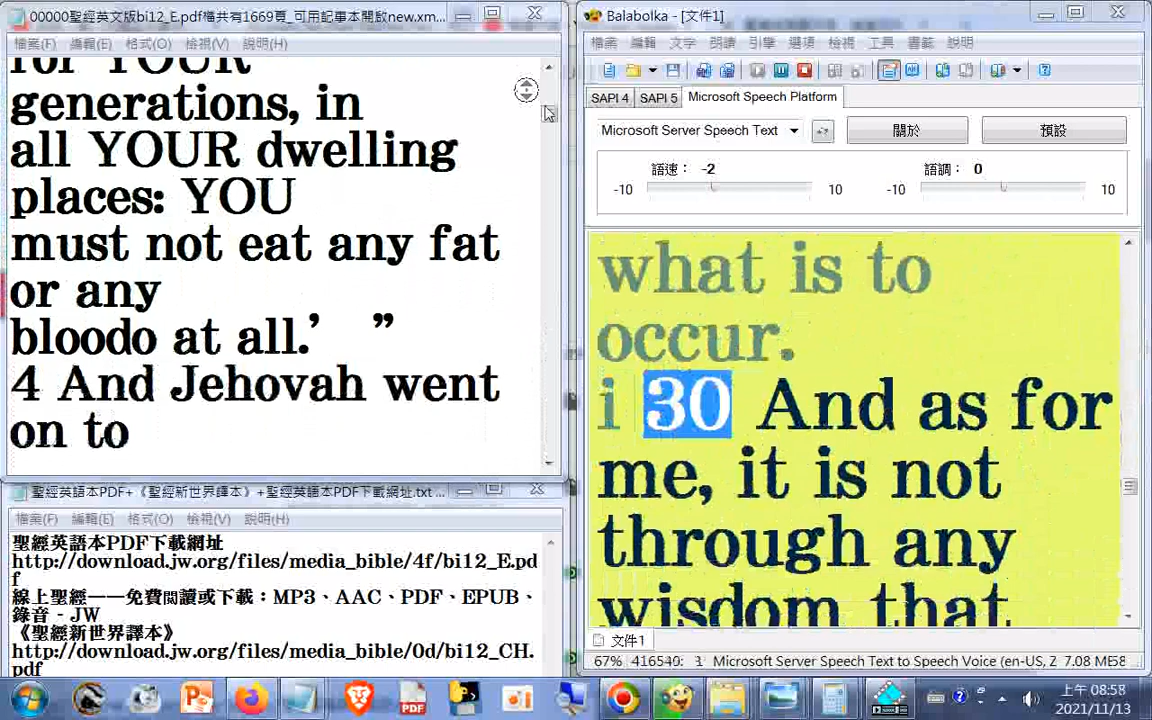 00000聖經英文版bi12_E.pdf檔共有1669頁_可用記事本開啟new.xm...
檔案(F) 編輯(E) 格式(O) 檢視(V) 說明(H)
for YOUR
generations, in
all YOUR dwelling
places: YOU
must not eat any fat
or any
bloodo at all.’ ”
4 And Jehovah went
on to
聖經英語本PDF+《聖經新世界譯本》+聖經英語本PDF下載網址.txt ...
檔案(F) 編輯(E) 格式(O) 檢視(V) 說明(H)
聖經英語本PDF下載網址
http://download.jw.org/files/media_bible/4f/bi12_E.pd
f
線上聖經——免費閱讀或下載：MP3、AAC、PDF、EPUB、
錄音 - JW
《聖經新世界譯本》
http://download.jw.org/files/media_bible/0d/bi12_CH.
pdf
Balabolka - [文件1]
檔案 編輯 文字 朗讀 引擎 選項 檢視 工具 書籤 說明
SAPI 4 SAPI 5 Microsoft Speech Platform
Microsoft Server Speech Text 關於 預設
語速： -2 語調： 0
-10 10 -10 10
what is to
occur.
i 30 And as for
me, it is not
through any
wisdom that
文件1
67% 416540: 1 Microsoft Server Speech Text to Speech Voice (en-US, Z 7.08 ME58
上午 08:58
2021/11/13